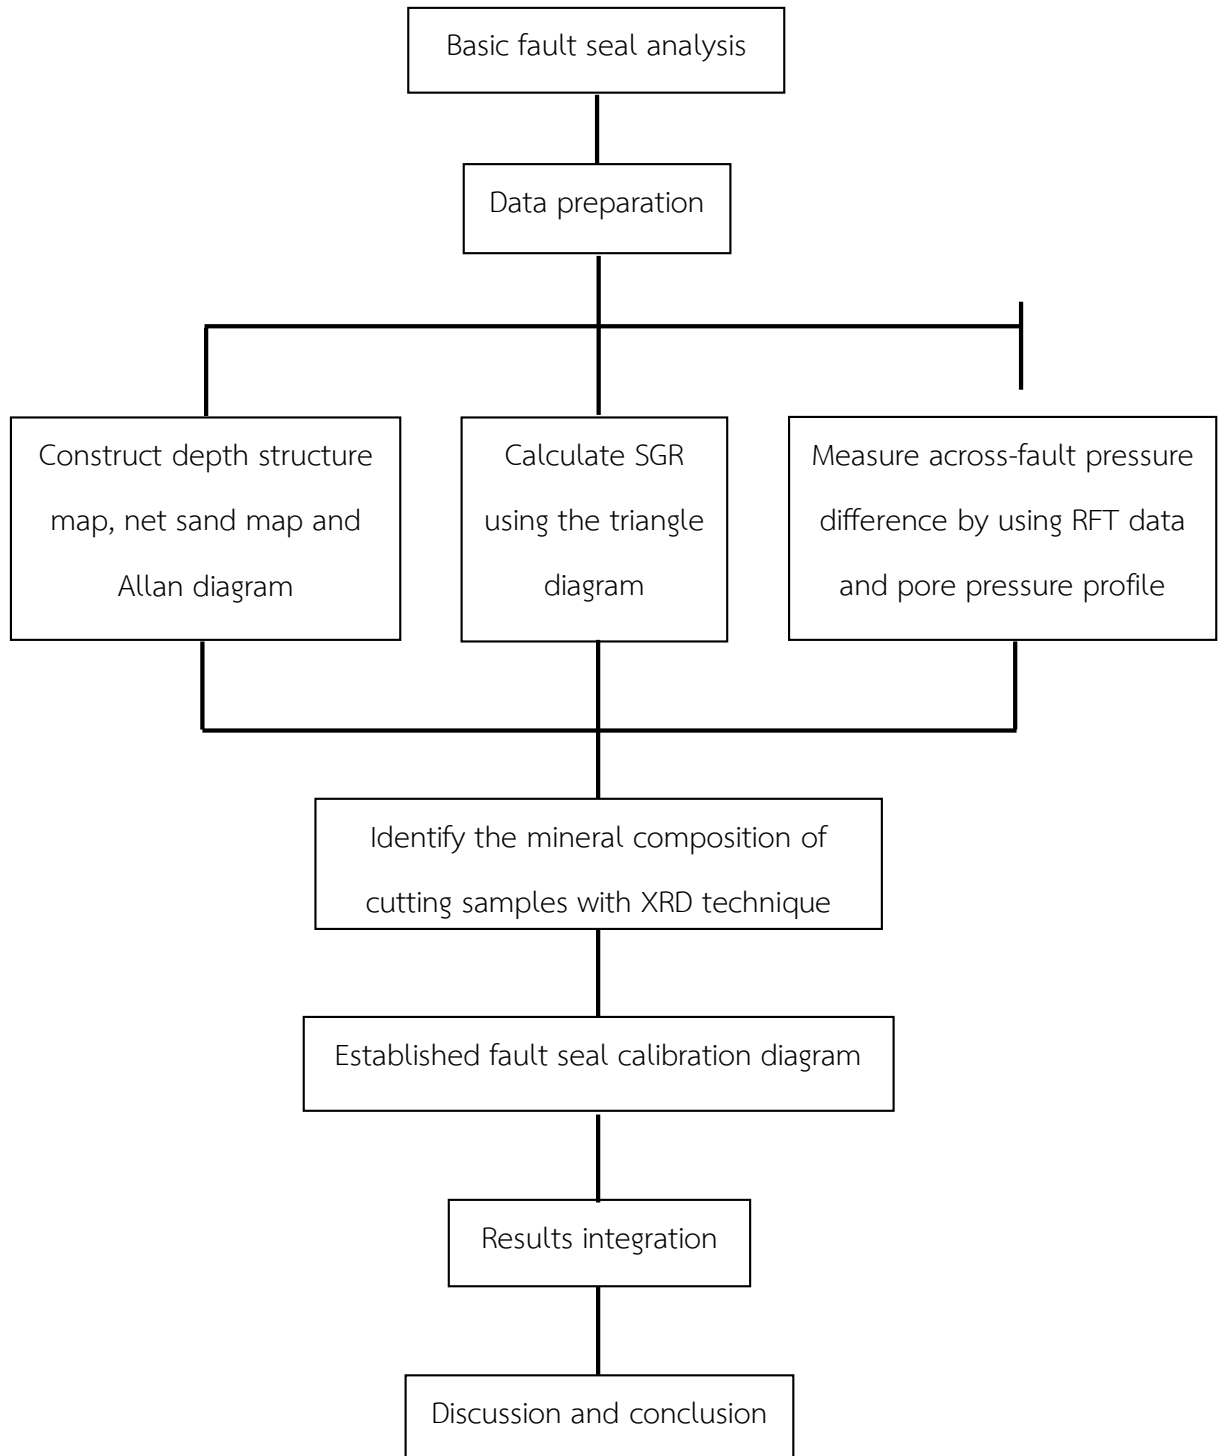 Basic fault seal analysis
Data preparation
Construct depth structure
map, net sand map and
Allan diagram
Calculate SGR
using the triangle
diagram
Measure across-fault pressure
difference by using RFT data
and pore pressure profile
Identify the mineral composition of
cutting samples with XRD technique
Established fault seal calibration diagram
Results integration
Discussion and conclusion